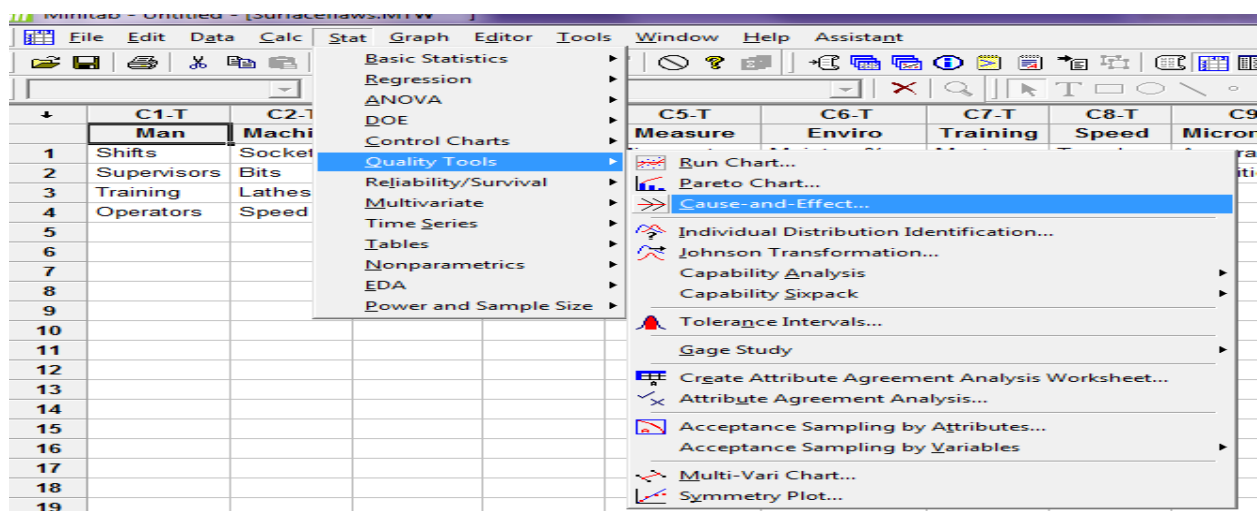 Minitab - Untitled - [Surfaceflaws.MTW ]
File Edit Data Calc Stat Graph Editor Tools Window Help Assistant
C1-T C5-T C6-T C7-T C8-T C9
Man Measure Enviro Training Speed
1 Shifts
2 Supervisors Bits
3 Training Lathes
4 Operators Speed
5
6
7
8
9
10
11
12
13
14
15
16
17
18
19
Basic Statistics
Regression
ANOVA
DOE
Control Charts
Quality Tools
Reliability/Survival
Multivariate
Time Series
Tables
Nonparametrics
EDA
Power and Sample Size
Run Chart...
Pareto Chart...
Cause-and-Effect...
Individual Distribution Identification...
Johnson Transformation...
Capability Analysis
Capability Sixpack
Tolerance Intervals...
Gage Study
Create Attribute Agreement Analysis Worksheet...
Attribute Agreement Analysis...
Acceptance Sampling by Attributes...
Acceptance Sampling by Variables
Multi-Vari Chart...
Symmetry Plot...